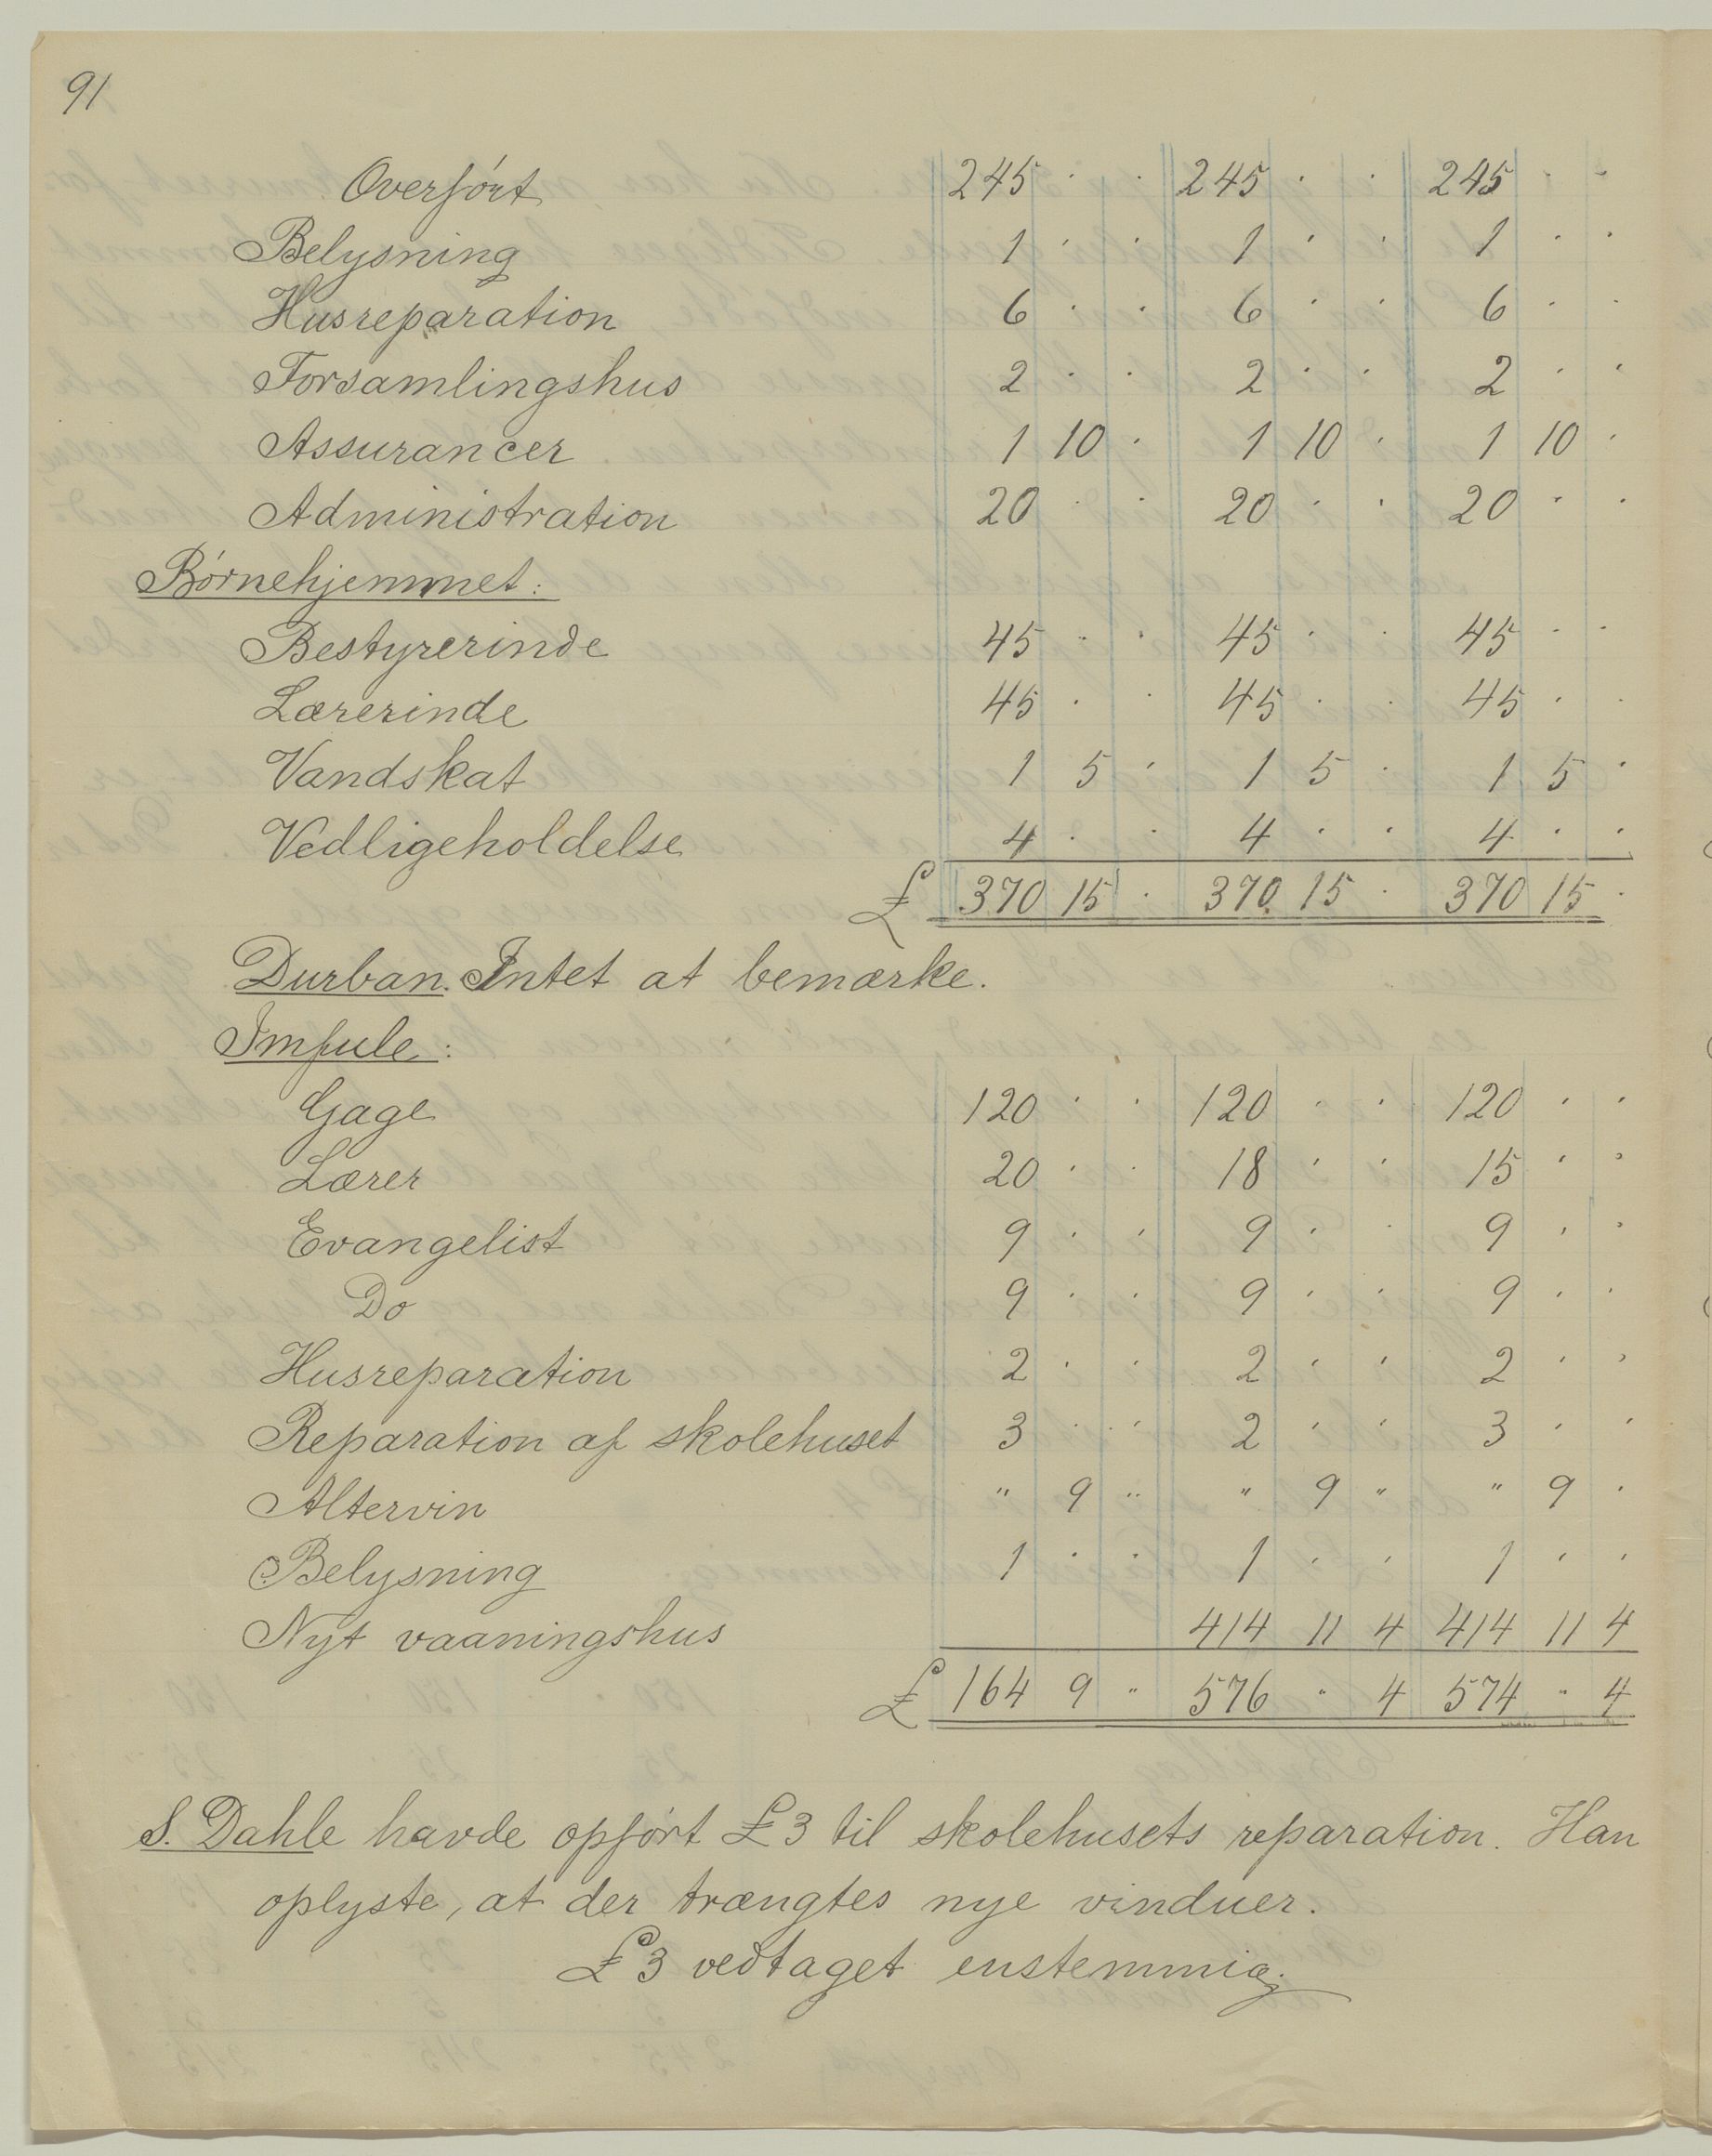 91
Overført 245 · · 245 · · 245 · ·
Belysning 1 · · 1 · · 1 · ·
Husreparation 6 · · 6 · · 6 · ·
Forsamlingshus 2 · · 2 · · 2 · ·
Assurancer 1 10 · 1 10 · 1 10 ·
Administration 20 · · 20 · · 20 · ·
Børnehjemmet:
Bestyrerinde 45 · · 45 · · 45 · ·
Lærerinde 45 · · 45 · · 45 · ·
Vandskat 1 5 · 1 5 · 1 5 ·
Vedligeholdelse 4 · · 4 · · 4 · ·
£ 370 15 · 370 15 · 370 15 ·
Durban. Intet at bemærke.
Imfule:
Gage 120 · · 120 · · 120 · ·
Lærer 20 · · 18 · · 15 · ·
Evangelist 9 · · 9 · · 9 · ·
Do 9 · · 9 · · 9 · ·
Husreparation 2 · · 2 · · 2 · ·
Reparation af skolehuset 3 · · 2 · · 3 · ·
Altervin " 9 " " 9 " " 9 ·
Belysning 1 · · 1 · · 1 · ·
Nyt vaaningshus 414 11 4 414 11 4
£ 164 9 " 576 " 4 574 " 4
S. Dahle havde opført £3 til skolehusets reparation. Han
oplyste, at der trængtes nye vinduer.
£3 vedtaget enstemmig.